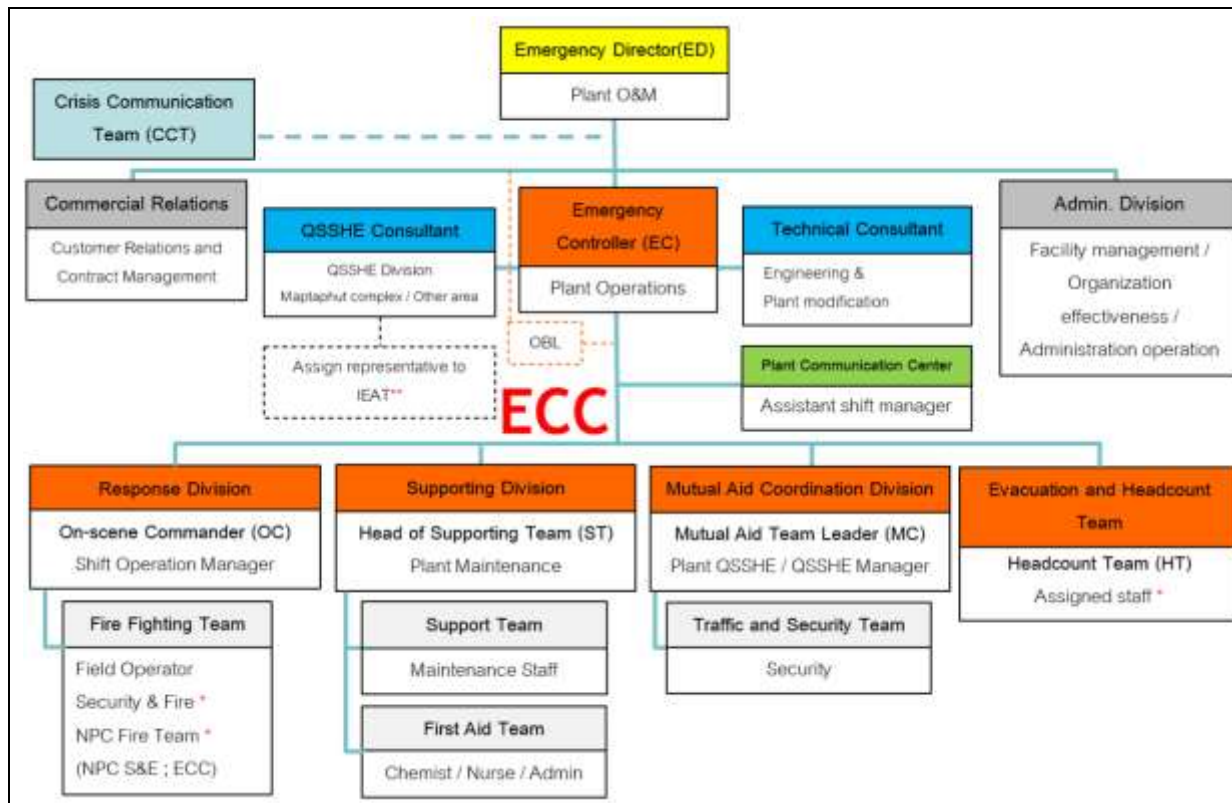 Emergency Director(ED)
Plant O&M
Crisis Communication
Team (CCT)
Commercial Relations
Customer Relations and
Contract Management
QSSHE Consultant
QSSHE Division
Maptaphut complex / Other area
Assign representative to
IEAT**
Emergency
Controller (EC)
Plant Operations
OBL
Technical Consultant
Engineering &
Plant modification
Admin. Division
Facility management /
Organization
effectiveness /
Administration operation
Plant Communication Center
Assistant shift manager
ECC
Response Division
On-scene Commander (OC)
Shift Operation Manager
Fire Fighting Team
Field Operator
Security & Fire *
NPC Fire Team *
(NPC S&E ; ECC)
Supporting Division
Head of Supporting Team (ST)
Plant Maintenance
Support Team
Maintenance Staff
First Aid Team
Chemist / Nurse / Admin
Mutual Aid Coordination Division
Mutual Aid Team Leader (MC)
Plant QSSHE / QSSHE Manager
Traffic and Security Team
Security
Evacuation and Headcount
Team
Headcount Team (HT)
Assigned staff *